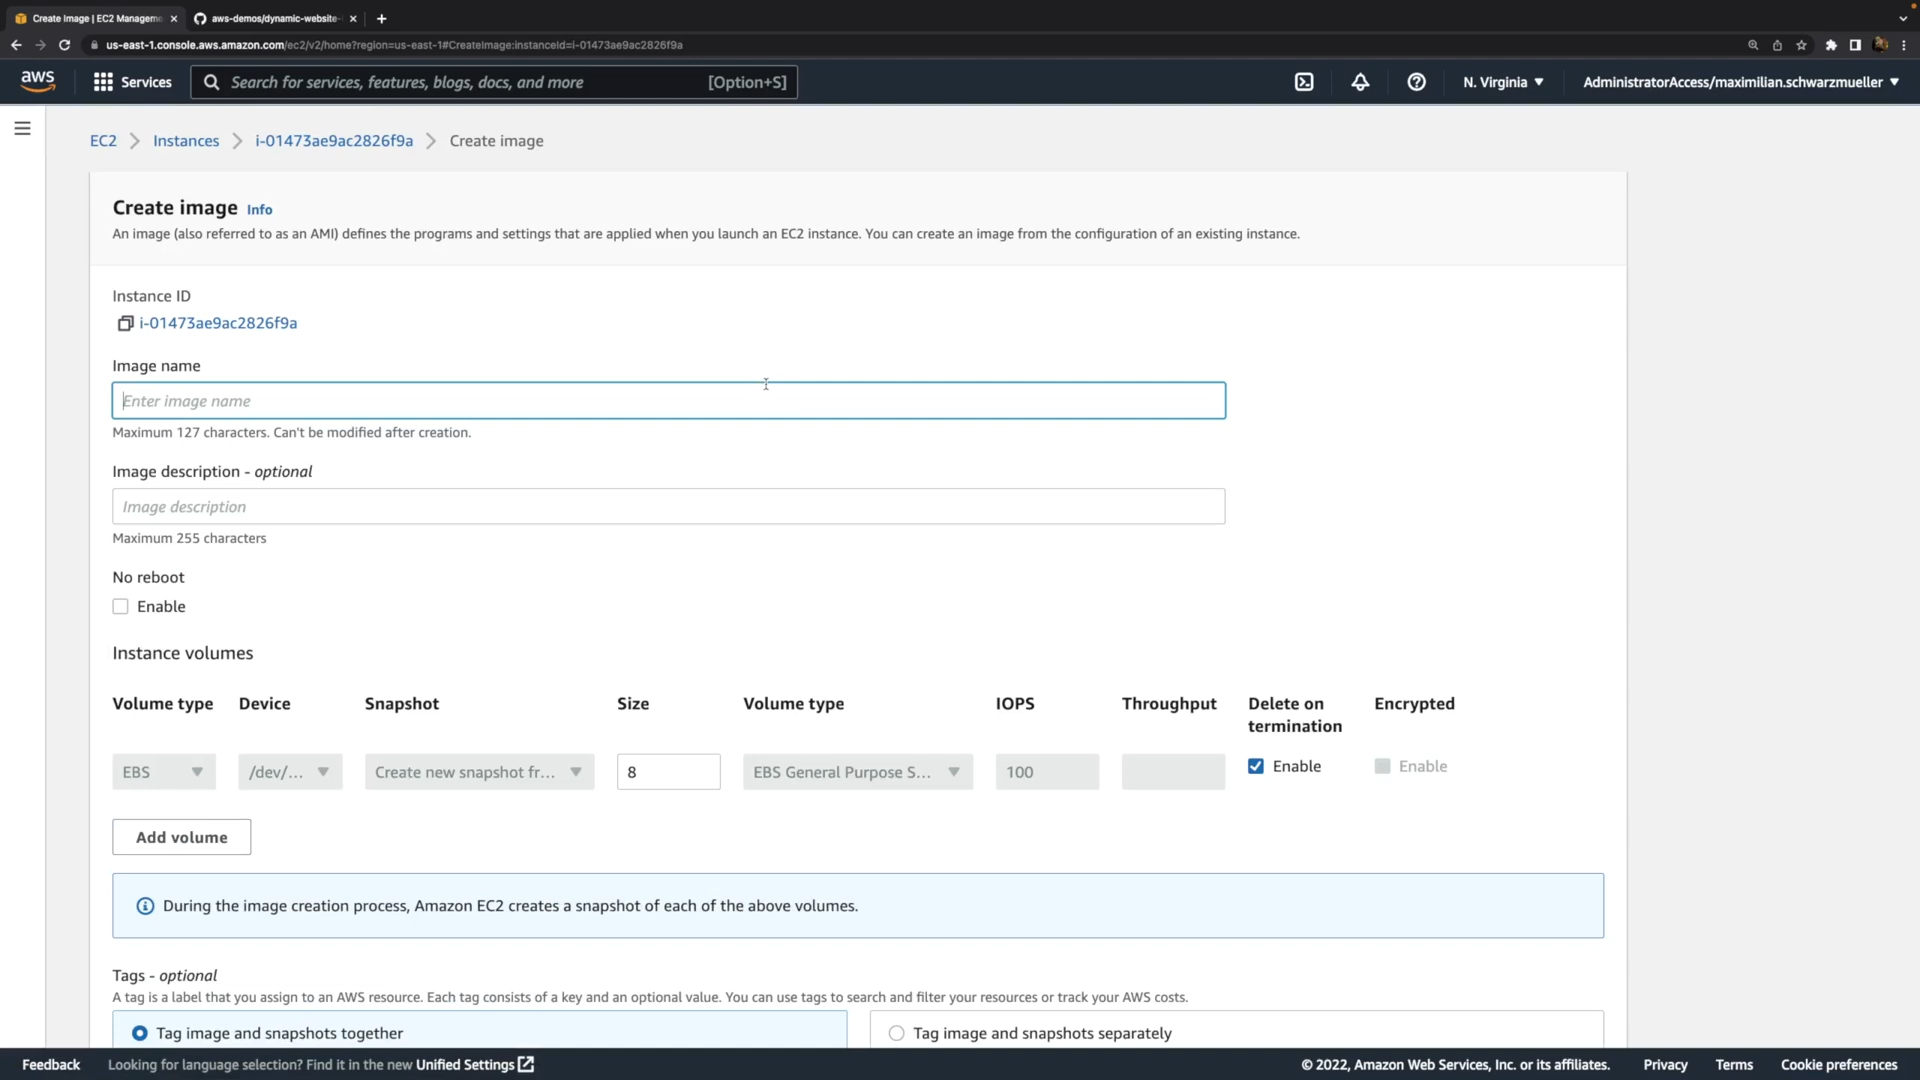 Create Image | EC2 Manageme
aws-demos/dynamic-website-
us-east-1.console.aws.amazon.com/ec2/v2/home?region=us-east-1#CreateImage:instanceId=i-01473ae9ac2826f9a
aws
Services
Search for services, features, blogs, docs, and more
[Option+S]
N. Virginia
AdministratorAccess/maximilian.schwarzmueller
EC2
Instances
i-01473ae9ac2826f9a
Create image
Create image Info
An image (also referred to as an AMI) defines the programs and settings that are applied when you launch an EC2 instance. You can create an image from the configuration of an existing instance.
Instance ID
i-01473ae9ac2826f9a
Image name
Enter image name
Maximum 127 characters. Can't be modified after creation.
Image description - optional
Image description
Maximum 255 characters
No reboot
Enable
Instance volumes
Volume type Device Snapshot Size Volume type IOPS Throughput Delete on termination Encrypted
EBS /dev/... Create new snapshot fr... 8 EBS General Purpose S... 100 Enable Enable
Add volume
During the image creation process, Amazon EC2 creates a snapshot of each of the above volumes.
Tags - optional
A tag is a label that you assign to an AWS resource. Each tag consists of a key and an optional value. You can use tags to search and filter your resources or track your AWS costs.
Tag image and snapshots together
Tag image and snapshots separately
Feedback
Looking for language selection? Find it in the new Unified Settings
© 2022, Amazon Web Services, Inc. or its affiliates.
Privacy
Terms
Cookie preferences